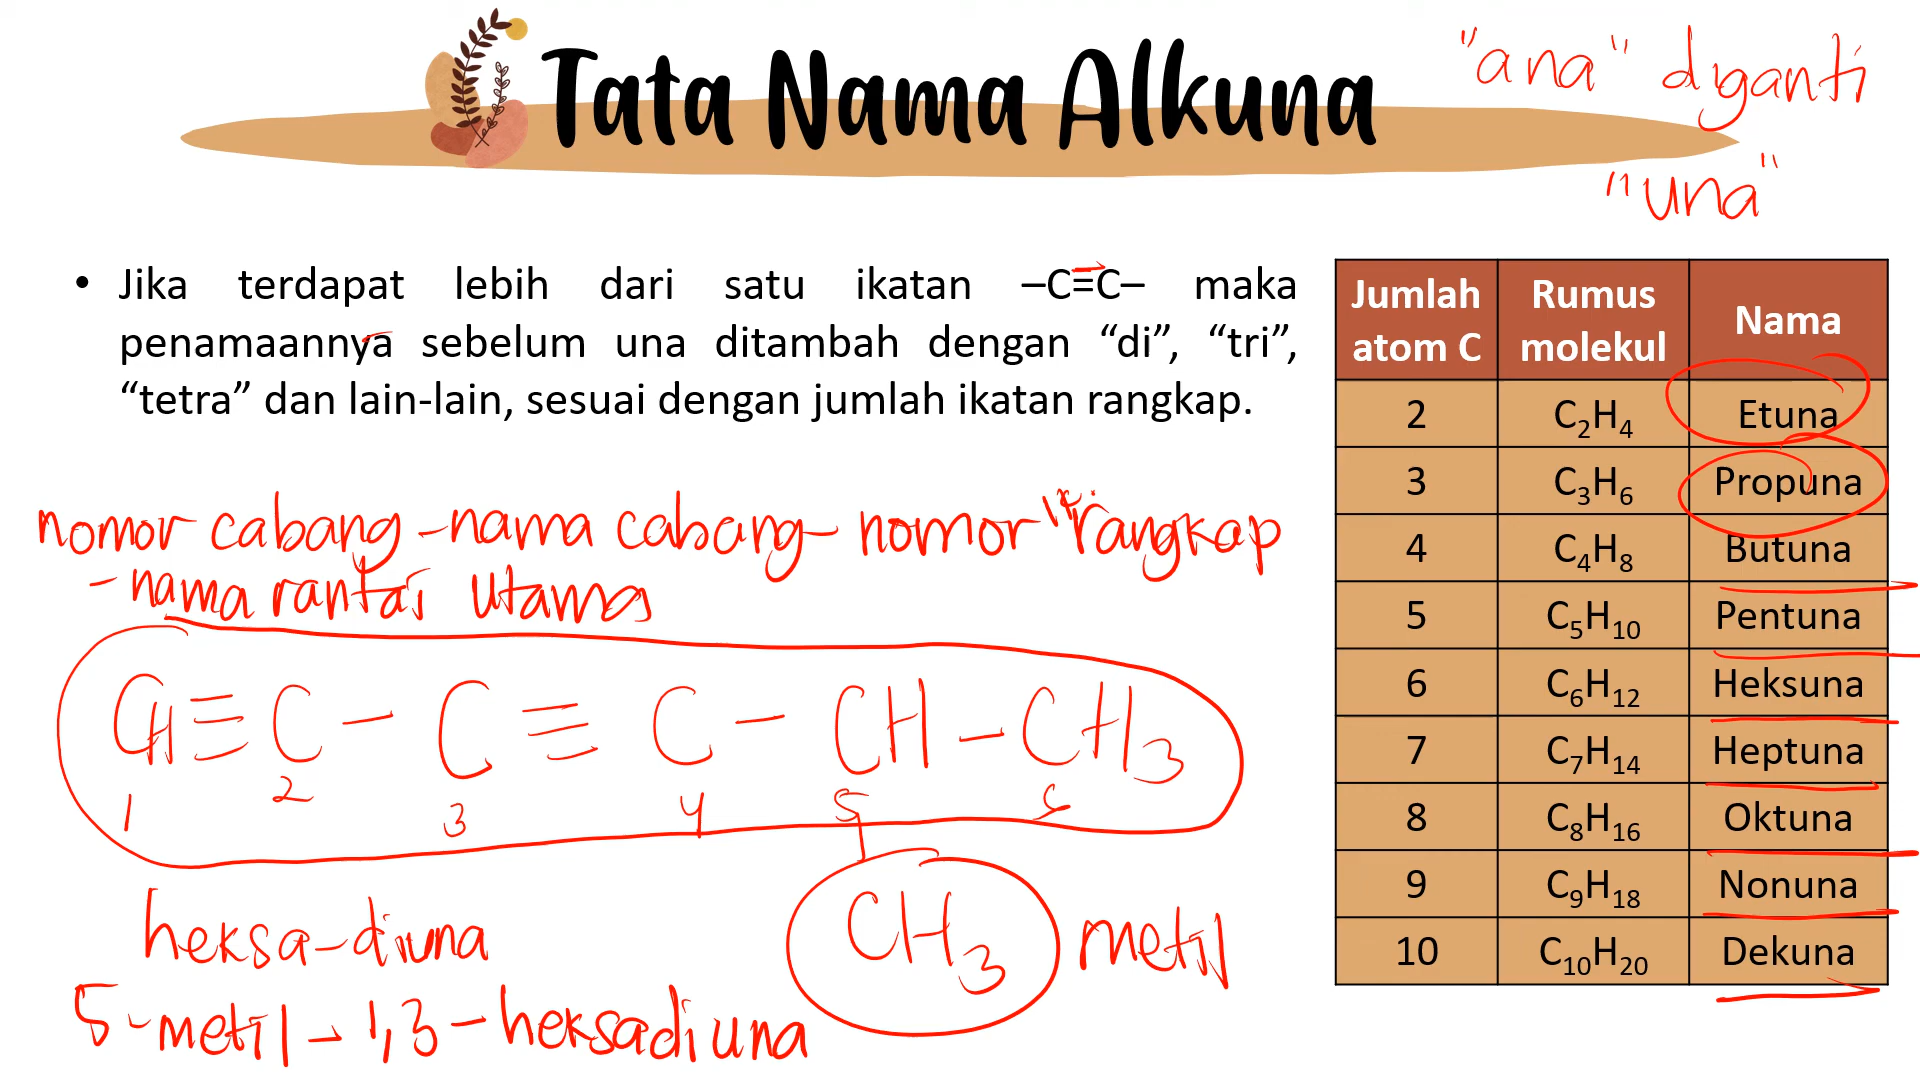 Tata Nama Alkuna
"ana" diganti
"una"
• Jika terdapat lebih dari satu ikatan –C≡C– maka
penamaannya sebelum una ditambah dengan “di”, “tri”,
“tetra” dan lain-lain, sesuai dengan jumlah ikatan rangkap.
nomor cabang - nama cabang - nomor rangkap
- nama rantai utama
CH≡C–C≡C–CH–CH3
1 2 3 4 5 6
CH3 metil
heksa-diuna
5-metil-1,3-heksadiuna
Jumlah atom C Rumus molekul Nama
2 C2H4 Etuna
3 C3H6 Propuna
4 C4H8 Butuna
5 C5H10 Pentuna
6 C6H12 Heksuna
7 C7H14 Heptuna
8 C8H16 Oktuna
9 C9H18 Nonuna
10 C10H20 Dekuna